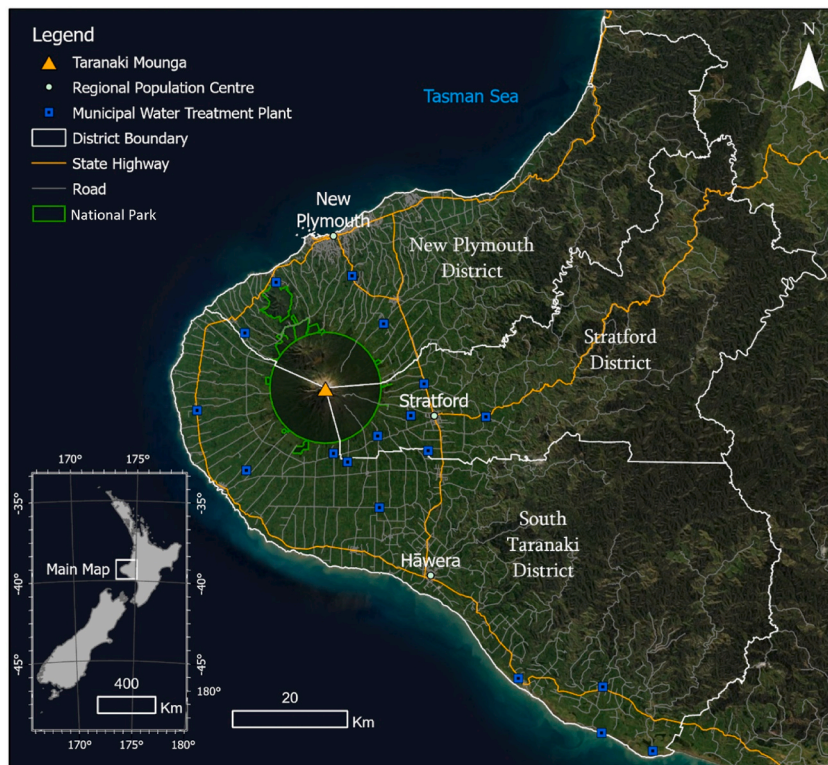 Legend
Taranaki Mounga
Regional Population Centre
Municipal Water Treatment Plant
District Boundary
State Highway
Road
National Park
Tasman Sea
N
New
Plymouth
New Plymouth
District
Stratford
District
Stratford
South
Taranaki
District
Hāwera
170°
175°
-35°
-40°
-45°
-35°
-40°
-45°
Main Map
400
Km
180°
170°
175°
180°
20
Km